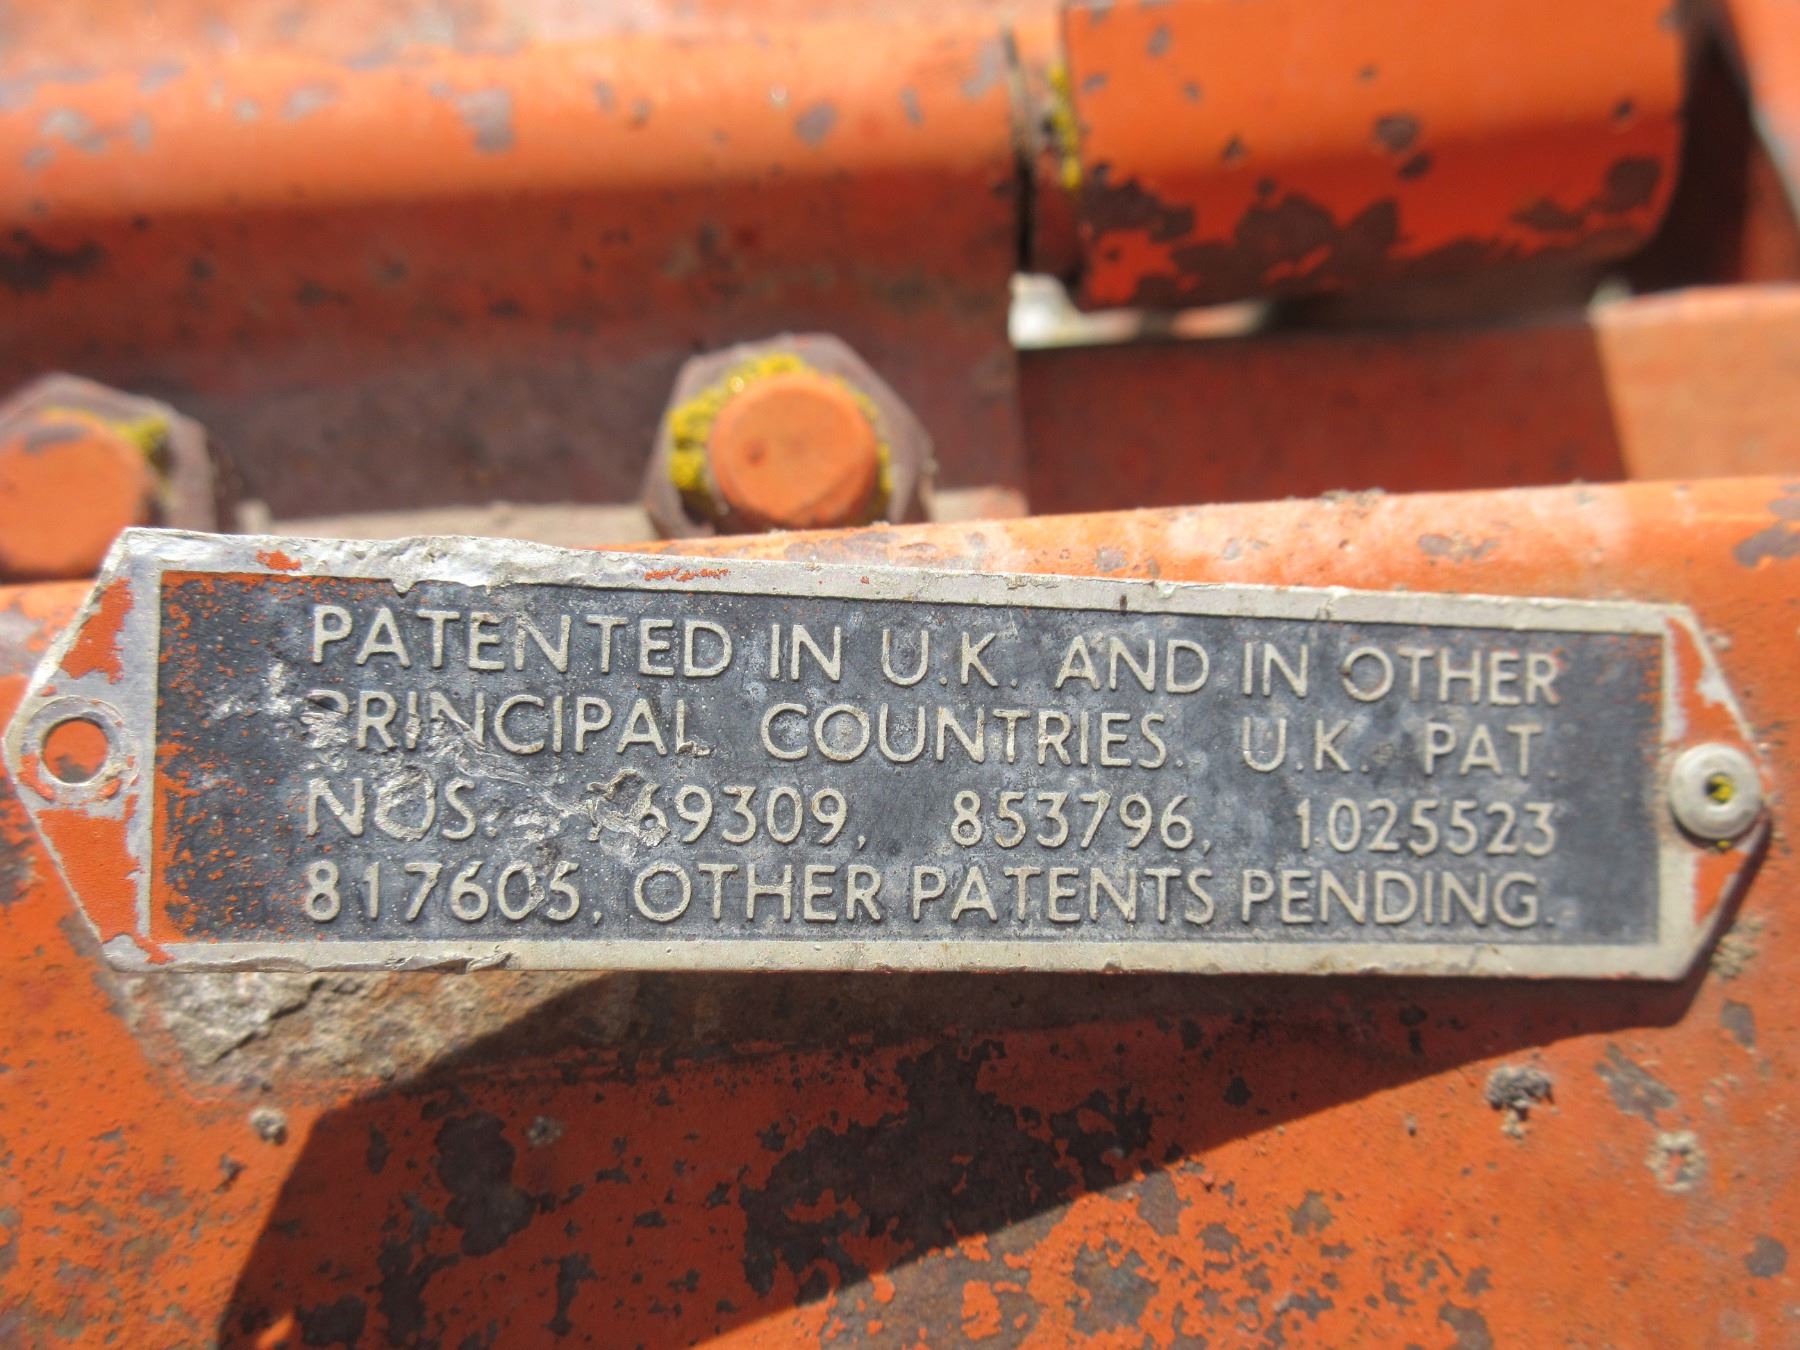 PATENTED IN U.K. AND IN OTHER
PRINCIPAL COUNTRIES. U.K. PAT.
NOS. 853796, 1025523
817605, OTHER PATENTS PENDING.